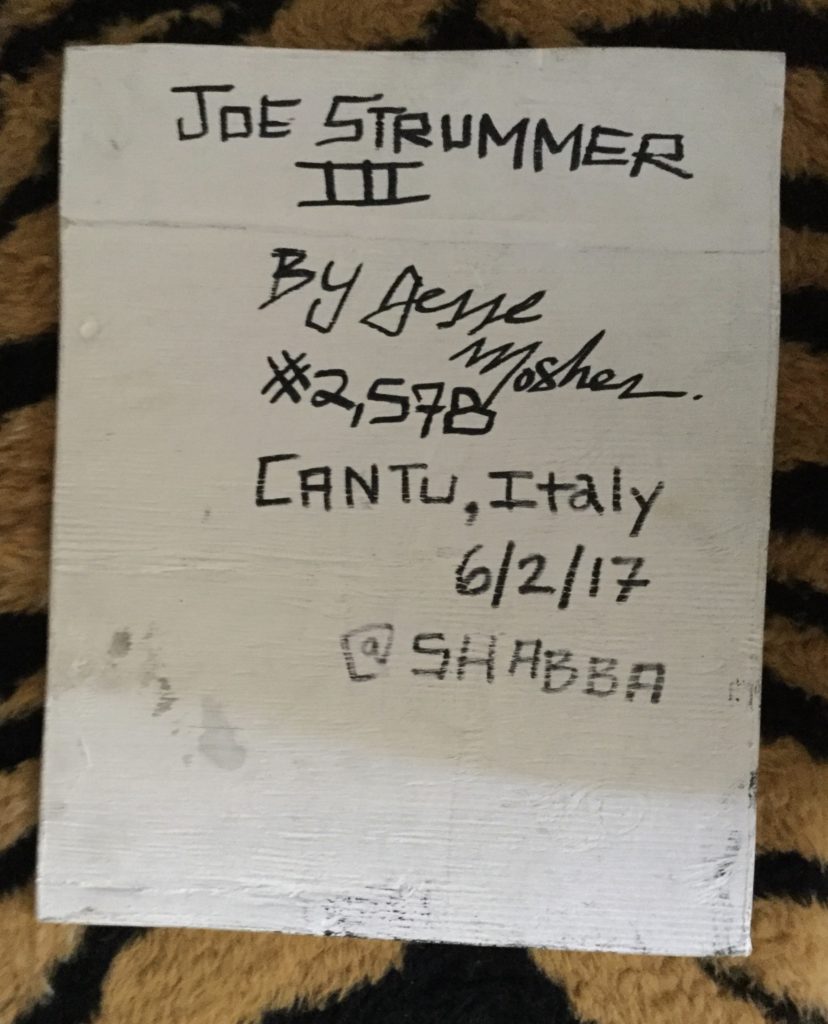 JOE STRUMMER
III
By Jesse
Mosher.
#2,578
CANTU, Italy
6/2/17
@ SHABBA